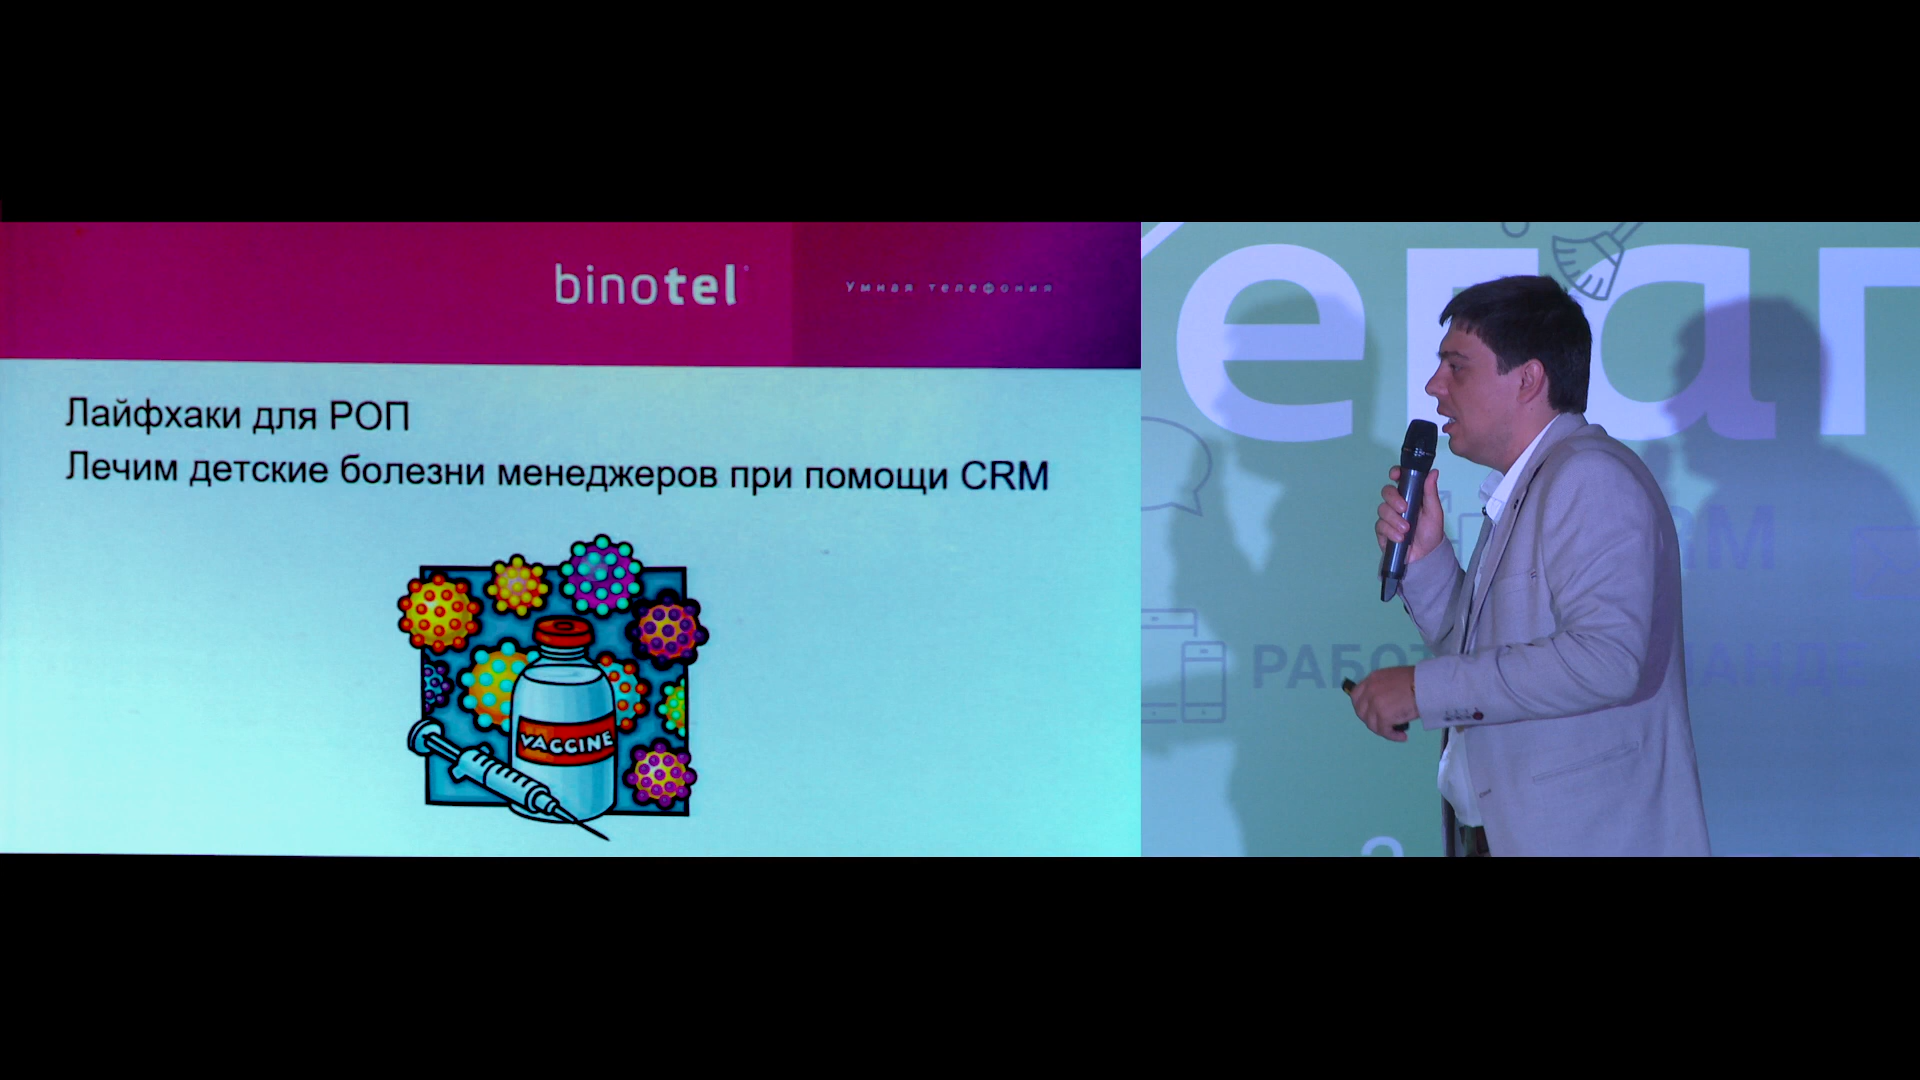 binotel
Умная телефония
Лайфхаки для РОП
Лечим детские болезни менеджеров при помощи CRM
VACCINE